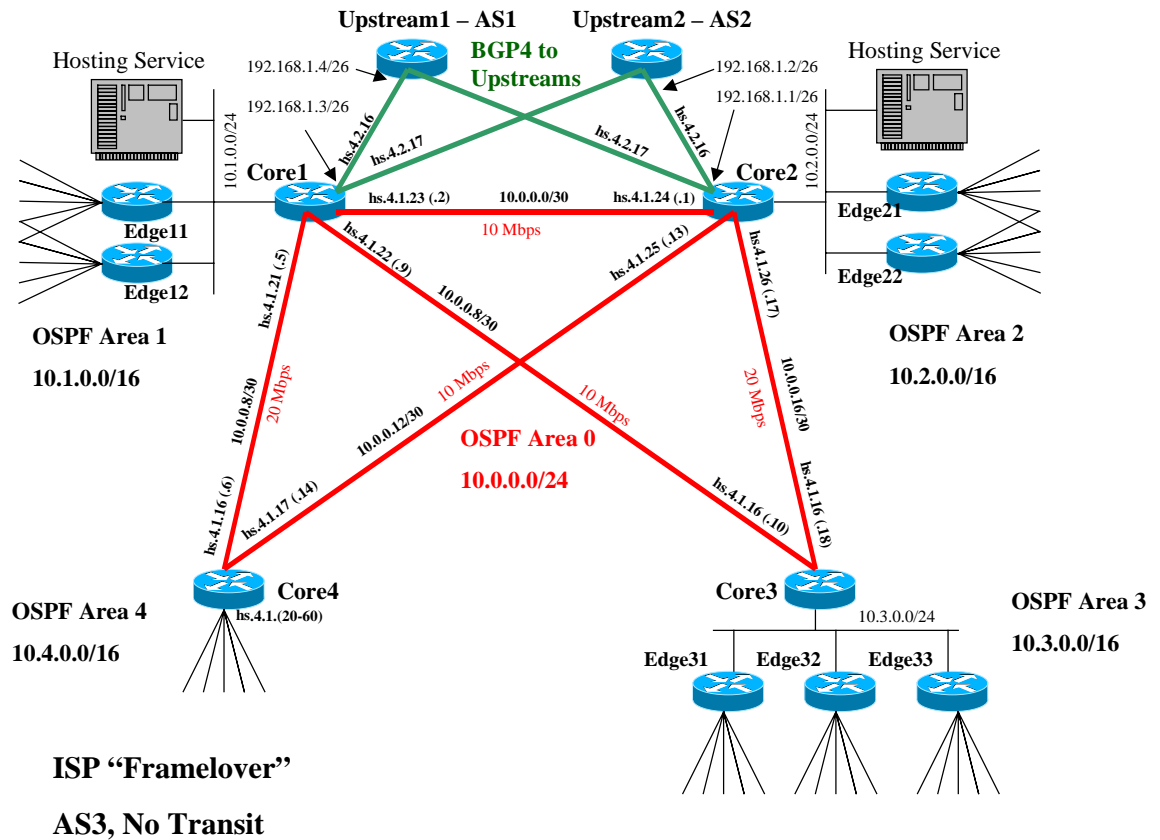 Upstream1 – AS1
Upstream2 – AS2
BGP4 to
Upstreams
Hosting Service
Hosting Service
192.168.1.4/26
192.168.1.2/26
192.168.1.3/26
192.168.1.1/26
10.1.0.0/24
10.2.0.0/24
hs.4.2.16
hs.4.2.17
hs.4.2.17
hs.4.2.16
Core1
Core2
hs.4.1.23 (.2)
10.0.0.0/30
hs.4.1.24 (.1)
10 Mbps
Edge11
Edge12
Edge21
Edge22
OSPF Area 1
10.1.0.0/16
OSPF Area 2
10.2.0.0/16
hs.4.1.21 (.5)
hs.4.1.22 (.9)
hs.4.1.25 (.13)
hs.4.1.26 (.17)
10.0.0.8/30
20 Mbps
10.0.0.8/30
10 Mbps
10.0.0.12/30
10 Mbps
10.0.0.16/30
20 Mbps
OSPF Area 0
10.0.0.0/24
hs.4.1.16 (.6)
hs.4.1.17 (.14)
hs.4.1.16 (.10)
hs.4.1.16 (.18)
Core4
hs.4.1.(20-60)
Core3
10.3.0.0/24
OSPF Area 4
10.4.0.0/16
OSPF Area 3
10.3.0.0/16
Edge31
Edge32
Edge33
ISP “Framelover”
AS3, No Transit